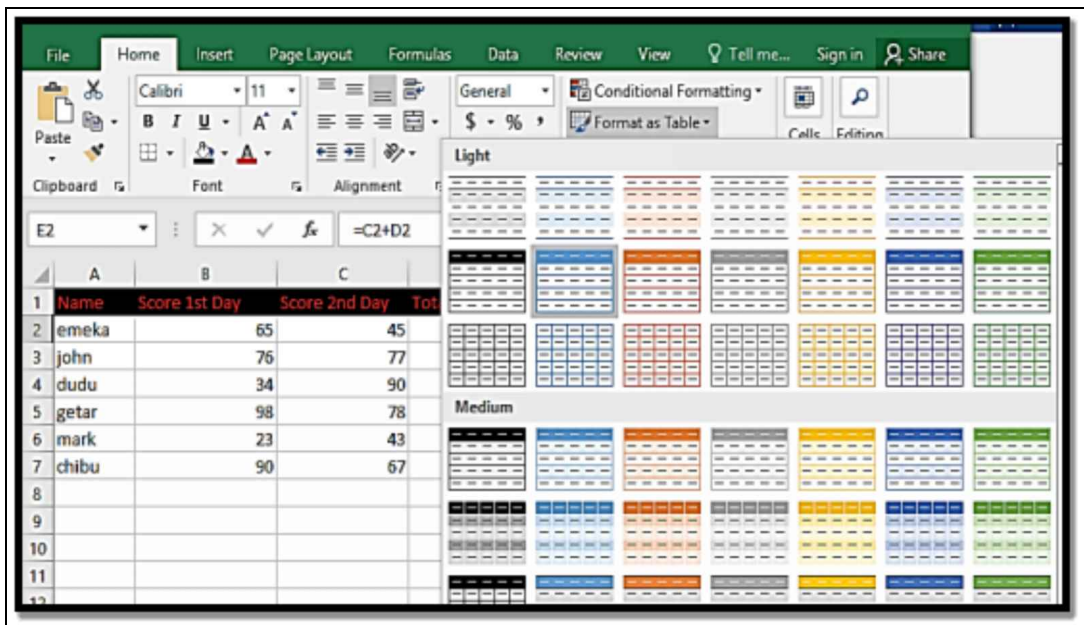 File Home Insert Page Layout Formulas Data Review View Tell me... Sign in Share
Calibri 11 General Conditional Formatting
Paste B I U A A $ % , Format as Table
A Cells Editing
Clipboard Font Alignment Light
E2 fx =C2+D2
A B C
1 Name Score 1st Day Score 2nd Day
2 emeka 65 45
3 john 76 77
4 dudu 34 90
5 getar 98 78
6 mark 23 43
7 chibu 90 67
Medium
8
9
10
11